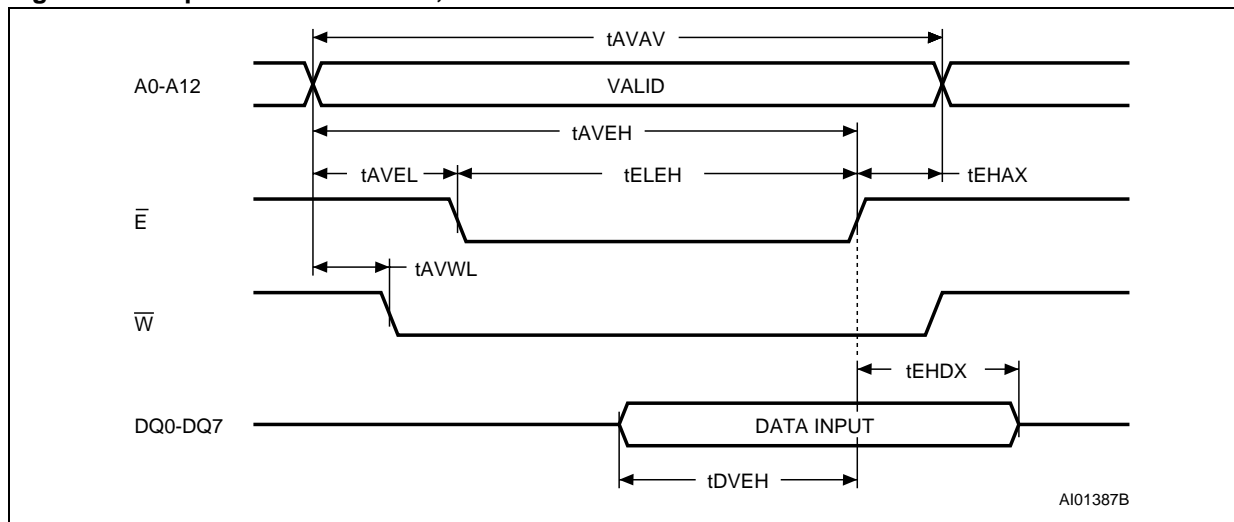 tAVAV
A0-A12
VALID
tAVEH
tAVEL
tELEH
tEHAX
E̅
tAVWL
W̅
tEHDX
DQ0-DQ7
DATA INPUT
tDVEH
AI01387B